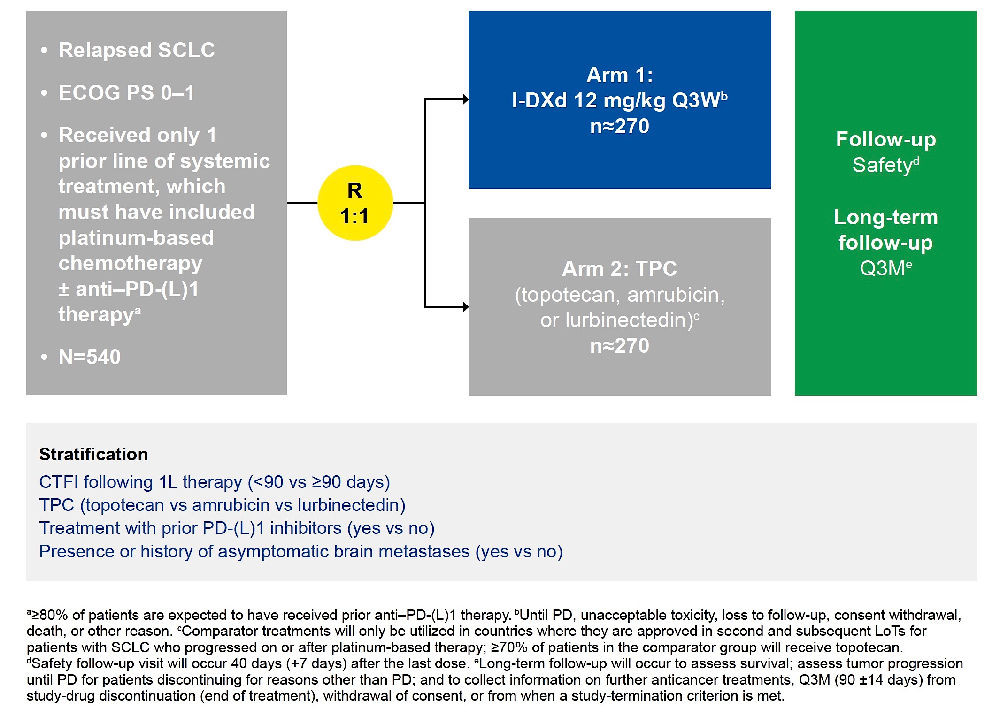 • Relapsed SCLC
• ECOG PS 0–1
• Received only 1
prior line of systemic
treatment, which
must have included
platinum-based
chemotherapy
± anti–PD-(L)1
therapyᵃ
• N=540
R
1:1
Arm 1:
I-DXd 12 mg/kg Q3Wᵇ
n≈270
Arm 2: TPC
(topotecan, amrubicin,
or lurbinectedin)ᶜ
n≈270
Follow-up
Safetyᵈ
Long-term
follow-up
Q3Mᵉ
Stratification
CTFI following 1L therapy (<90 vs ≥90 days)
TPC (topotecan vs amrubicin vs lurbinectedin)
Treatment with prior PD-(L)1 inhibitors (yes vs no)
Presence or history of asymptomatic brain metastases (yes vs no)
ᵃ≥80% of patients are expected to have received prior anti–PD-(L)1 therapy. ᵇUntil PD, unacceptable toxicity, loss to follow-up, consent withdrawal,
death, or other reason. ᶜComparator treatments will only be utilized in countries where they are approved in second and subsequent LoTs for
patients with SCLC who progressed on or after platinum-based therapy; ≥70% of patients in the comparator group will receive topotecan.
ᵈSafety follow-up visit will occur 40 days (+7 days) after the last dose. ᵉLong-term follow-up will occur to assess survival; assess tumor progression
until PD for patients discontinuing for reasons other than PD; and to collect information on further anticancer treatments, Q3M (90 ±14 days) from
study-drug discontinuation (end of treatment), withdrawal of consent, or from when a study-termination criterion is met.